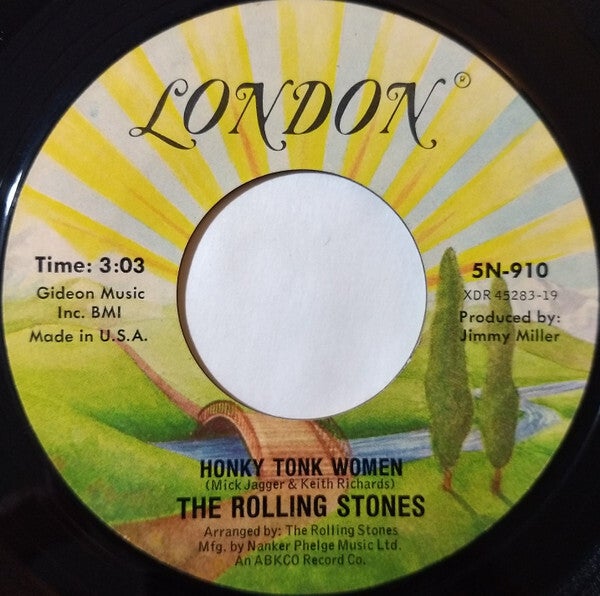 LONDON®
Time: 3:03
Gideon Music
Inc. BMI
Made in U.S.A.
5N-910
XDR 45283-19
Produced by:
Jimmy Miller
HONKY TONK WOMEN
(Mick Jagger & Keith Richards)
THE ROLLING STONES
Arranged by: The Rolling Stones
Mfg. by Nanker Phelge Music Ltd.
An ABKCO Record Co.